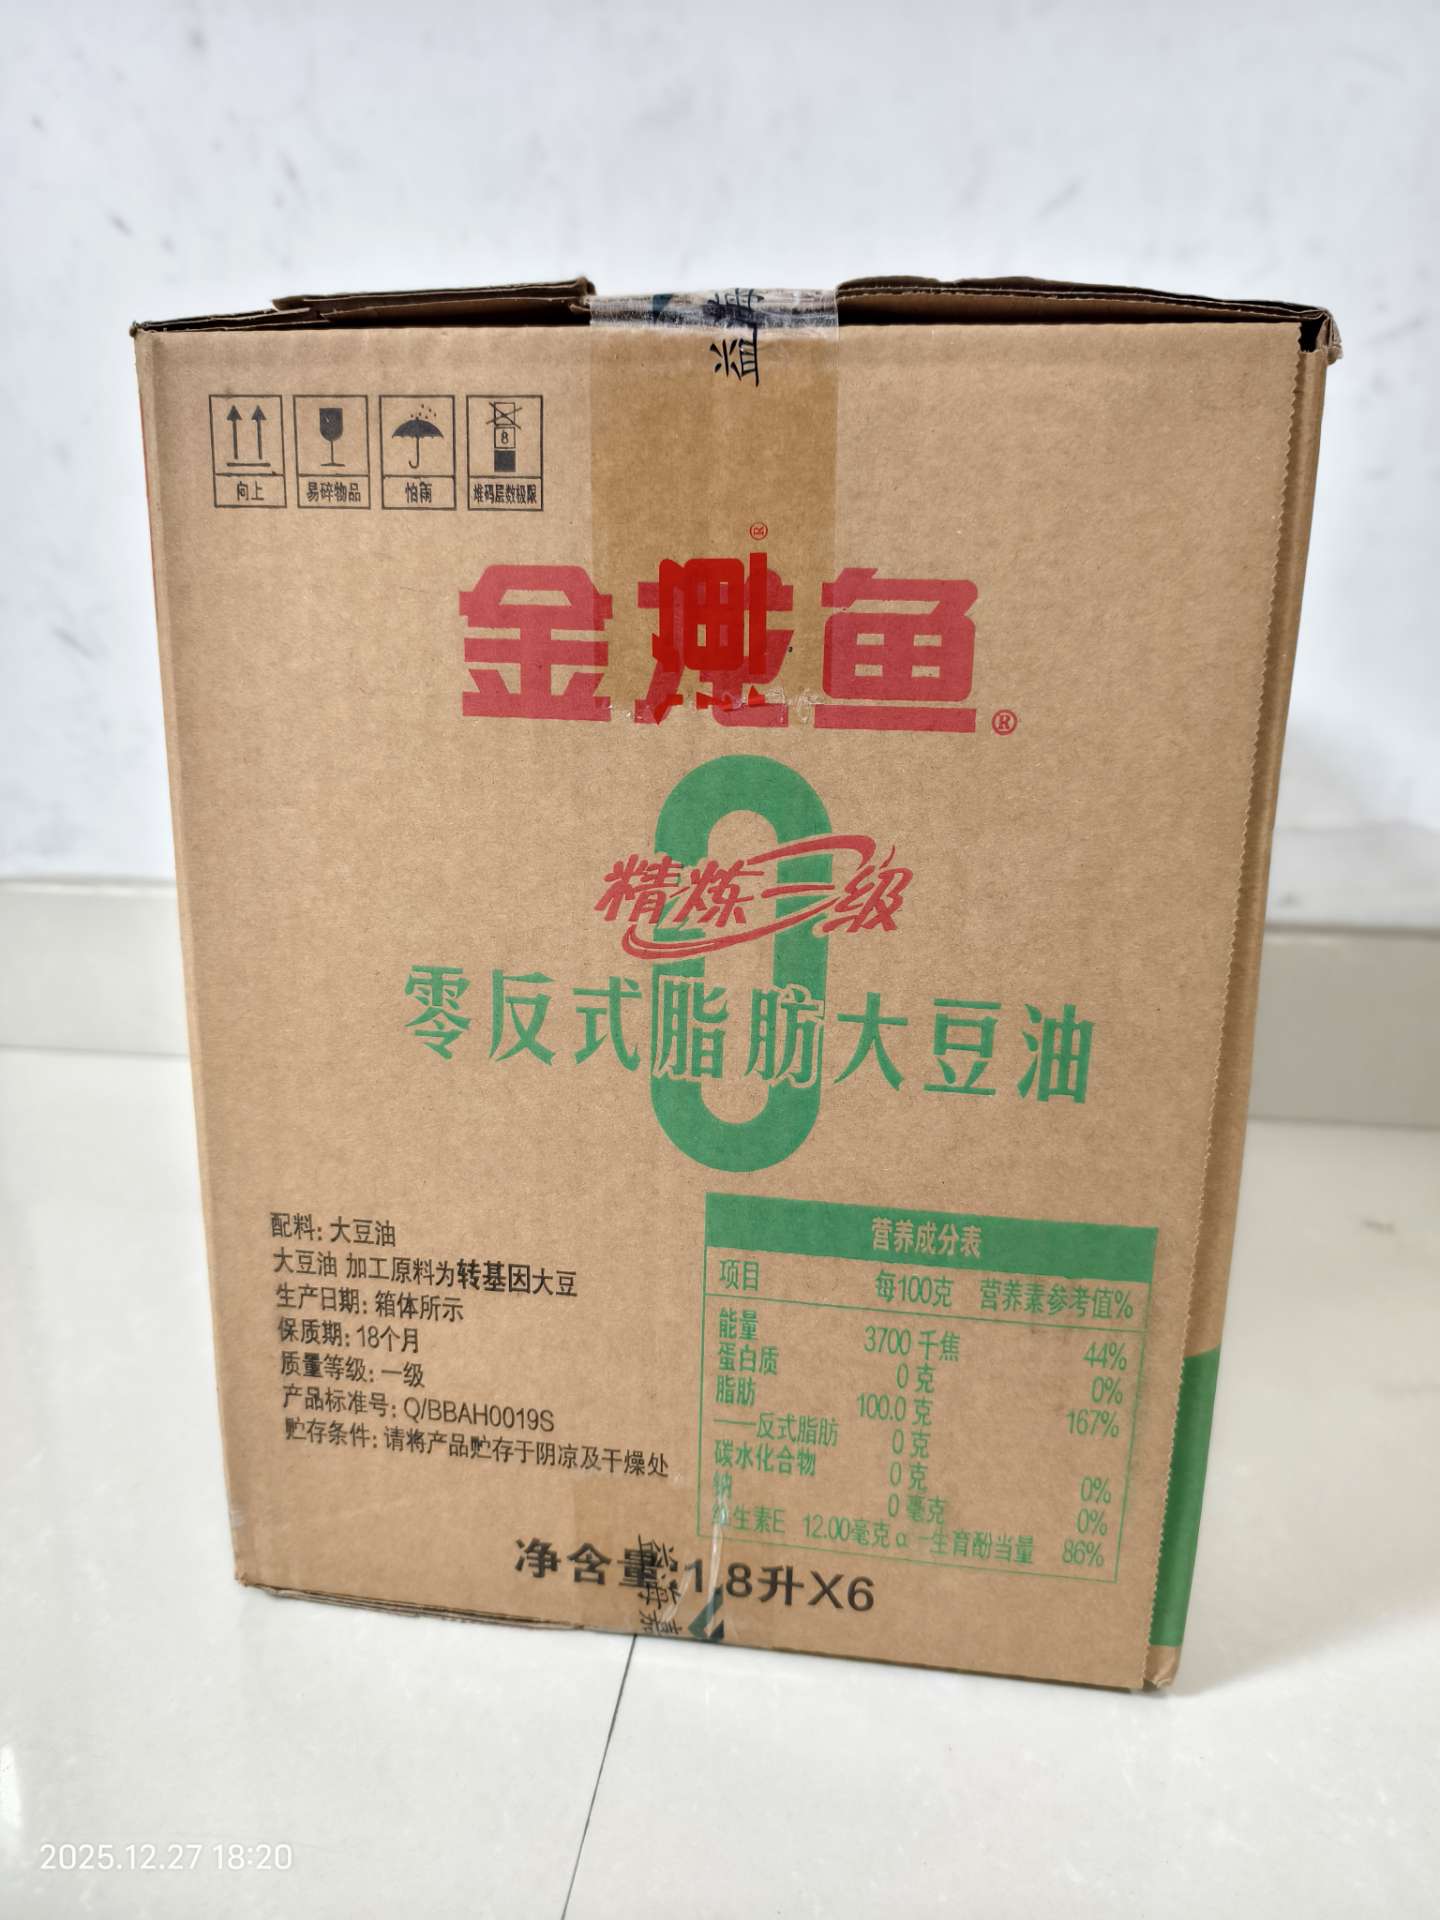 益海
向上 易碎物品 怕雨 8 堆码层数极限
®
金龙鱼®
0
精炼一级
零反式脂肪大豆油
配料: 大豆油
大豆油 加工原料为转基因大豆
生产日期: 箱体所示
保质期: 18个月
质量等级: 一级
产品标准号: Q/BBAH0019S
贮存条件: 请将产品贮存于阴凉及干燥处
营养成分表
项目 每100克 营养素参考值%
能量 3700 千焦 44%
蛋白质 0 克 0%
脂肪 100.0 克 167%
——反式脂肪 0 克
碳水化合物 0 克 0%
钠 0 毫克 0%
维生素E 12.00毫克α－生育酚当量 86%
净含量:1.8升X6
益海嘉
2025.12.27 18:20